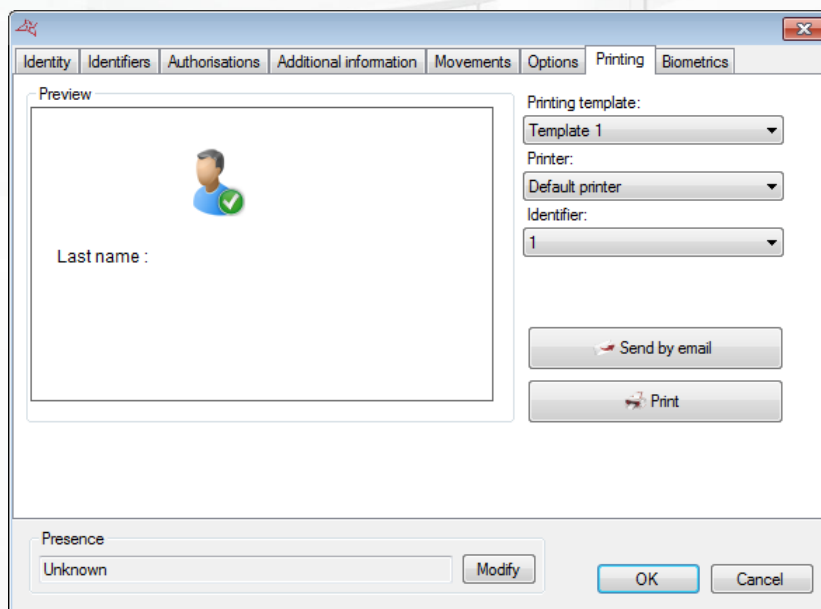 Identity Identifiers Authorisations Additional information Movements Options Printing Biometrics
Preview
Last name :
Printing template:
Template 1
Printer:
Default printer
Identifier:
1
Send by email
Print
Presence
Unknown
Modify
OK
Cancel